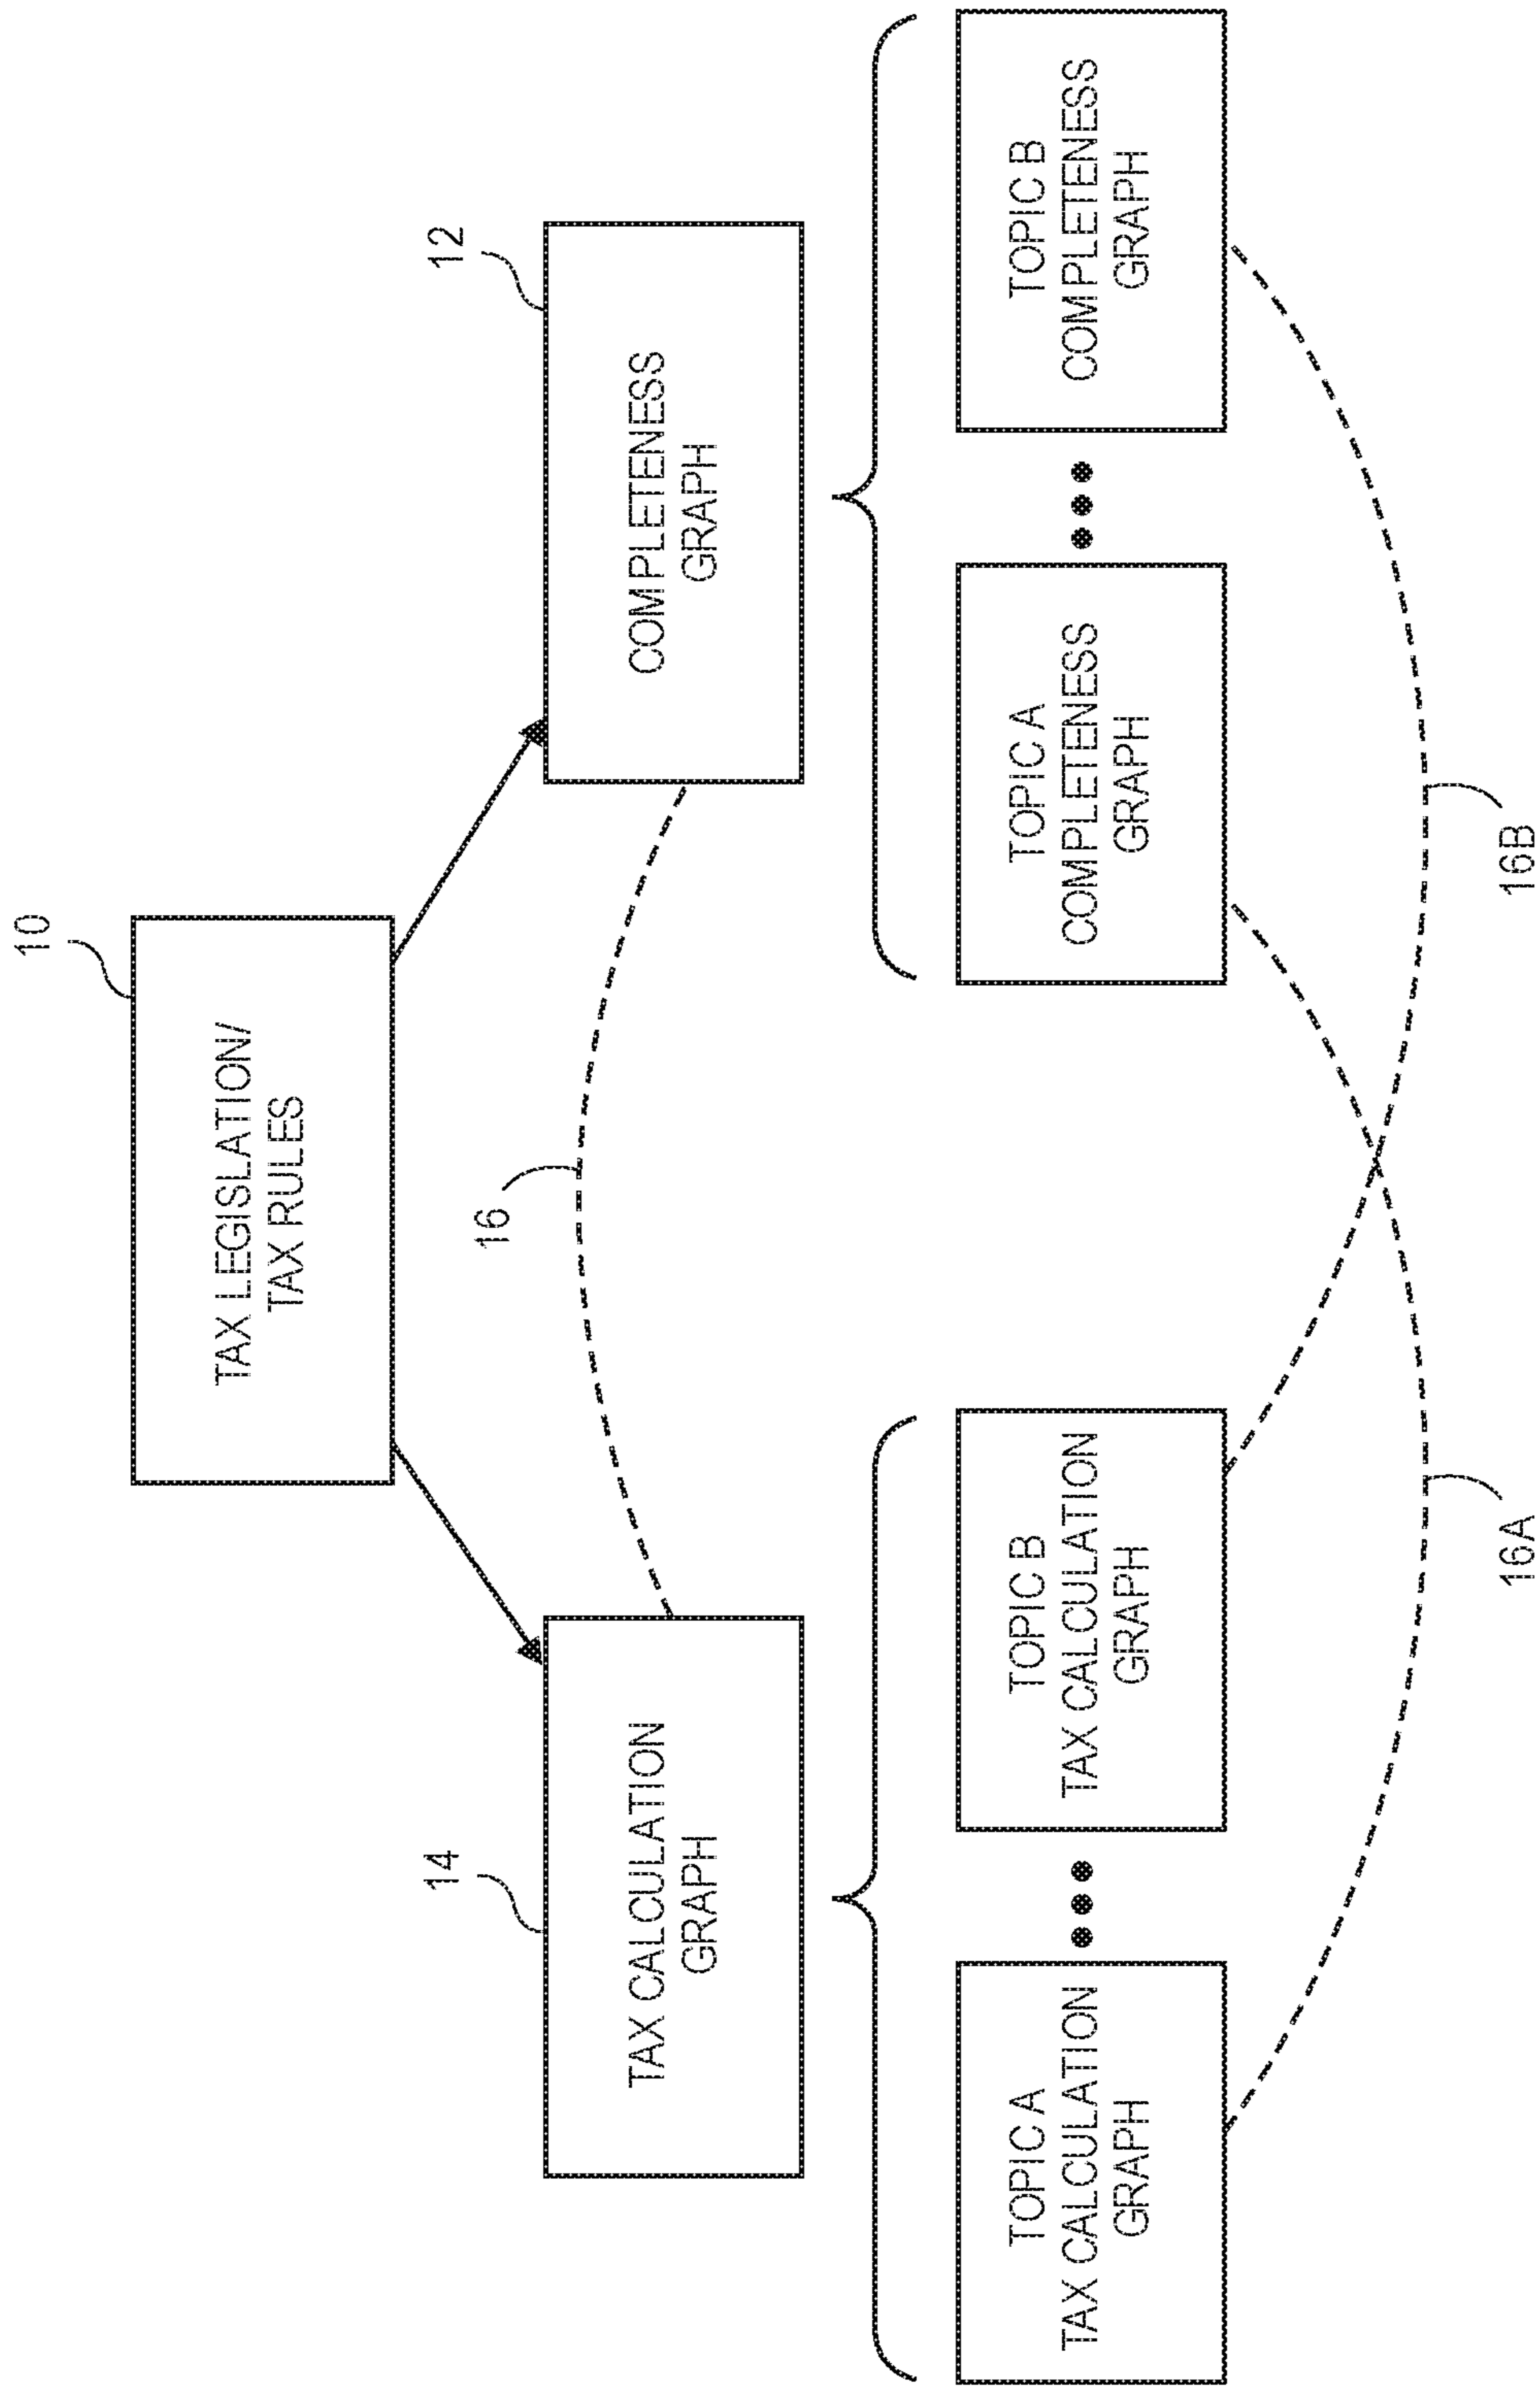 10
TAX LEGISLATION/
TAX RULES
14
TAX CALCULATION
GRAPH
16
12
COMPLETENESS
GRAPH
TOPIC A
TAX CALCULATION
GRAPH
TOPIC B
TAX CALCULATION
GRAPH
TOPIC A
COMPLETENESS
GRAPH
TOPIC B
COMPLETENESS
GRAPH
16A
16B